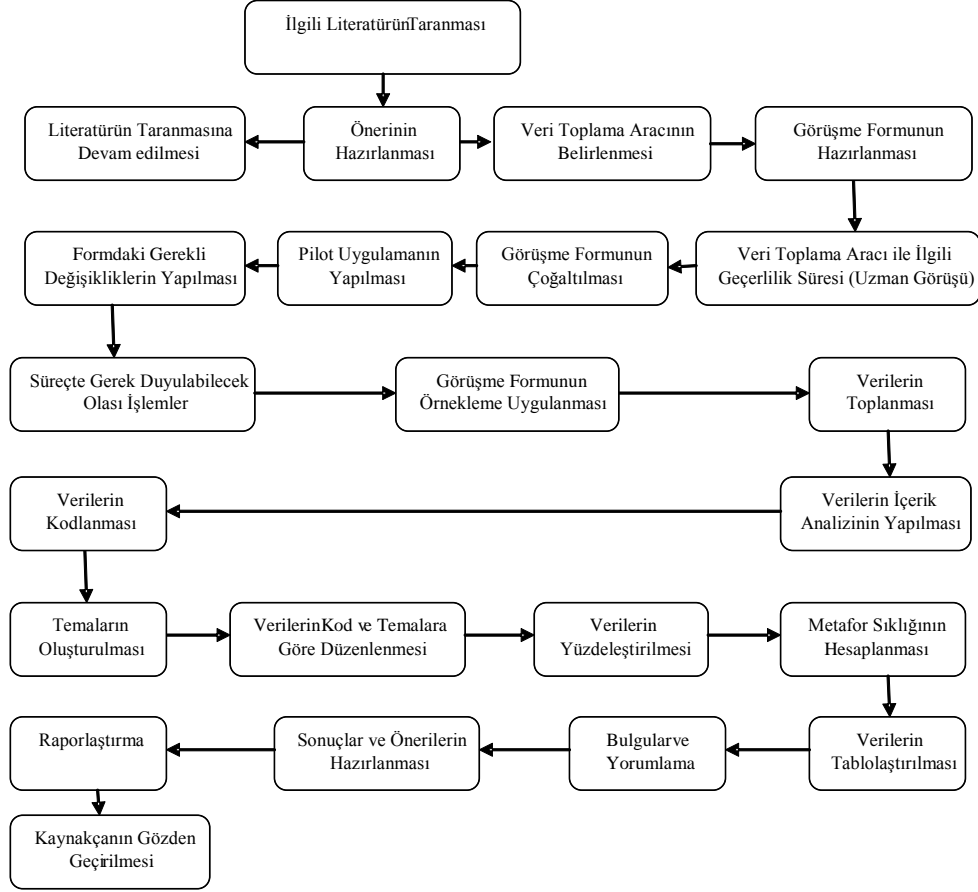 İlgili LiteratürünTaranması
Literatürün Taranmasına
Devam edilmesi
Önerinin
Hazırlanması
Veri Toplama Aracının
Belirlenmesi
Görüşme Formunun
Hazırlanması
Formdaki Gerekli
Değişikliklerin Yapılması
Pilot Uygulamanın
Yapılması
Görüşme Formunun
Çoğaltılması
Veri Toplama Aracı ile İlgili
Geçerlilik Süresi (Uzman Görüşü)
Süreçte Gerek Duyulabilecek
Olası İşlemler
Görüşme Formunun
Örnekleme Uygulanması
Verilerin
Toplanması
Verilerin
Kodlanması
Verilerin İçerik
Analizinin Yapılması
Temaların
Oluşturulması
VerilerinKod ve Temalara
Göre Düzenlenmesi
Verilerin
Yüzdeleştirilmesi
Metafor Sıklığının
Hesaplanması
Raporlaştırma
Sonuçlar ve Önerilerin
Hazırlanması
Bulgularve
Yorumlama
Verilerin
Tablolaştırılması
Kaynakçanın Gözden
Geçirilmesi